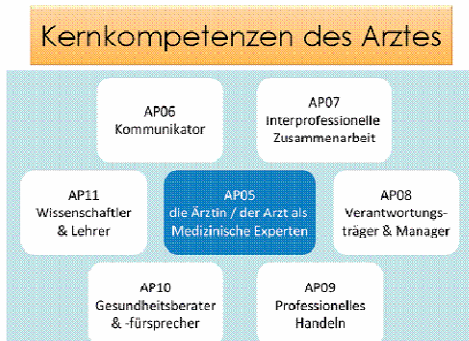 Kernkompetenzen des Arztes
AP06
Kommunikator
AP07
Interprofessionelle
Zusammenarbeit
AP11
Wissenschaftler
& Lehrer
AP05
die Ärztin / der Arzt als
Medizinische Experten
AP08
Verantwortungs-
träger & Manager
AP10
Gesundheitsberater
& -fürsprecher
AP09
Professionelles
Handeln